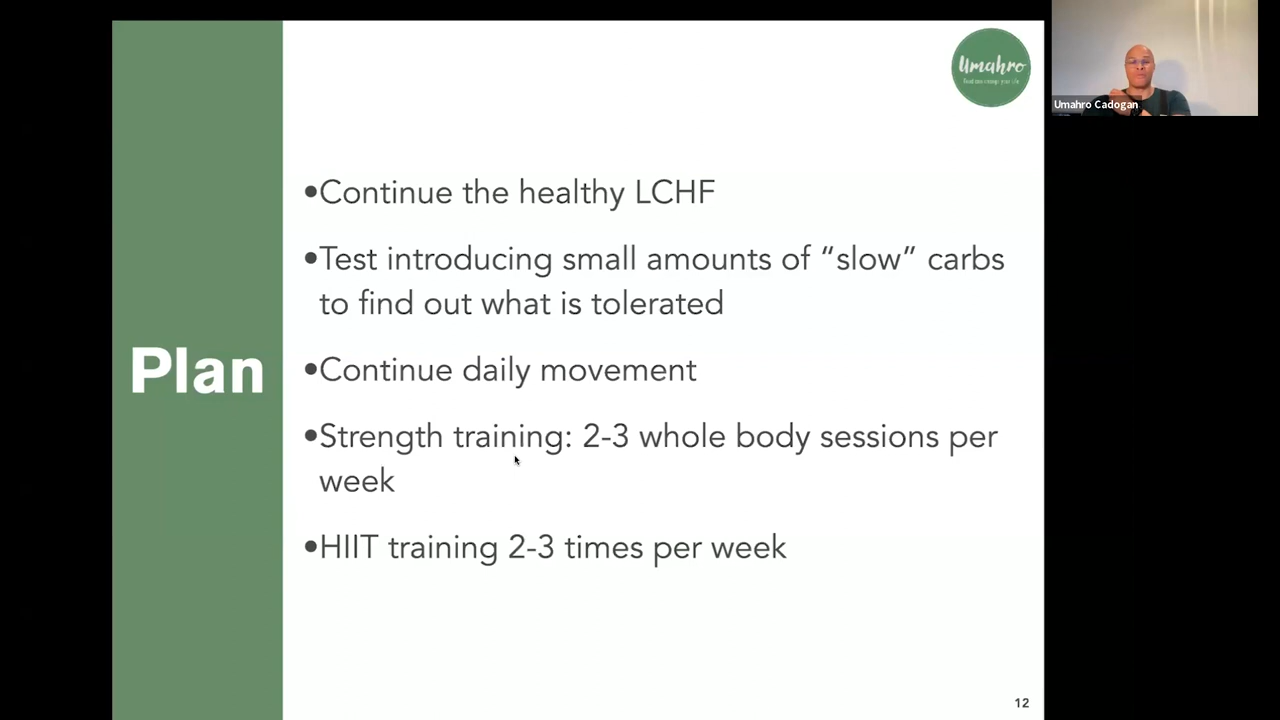 Umahro
Umahro Cadogan
•Continue the healthy LCHF
•Test introducing small amounts of “slow” carbs
to find out what is tolerated
Plan
•Continue daily movement
•Strength training: 2-3 whole body sessions per
week
•HIIT training 2-3 times per week
12